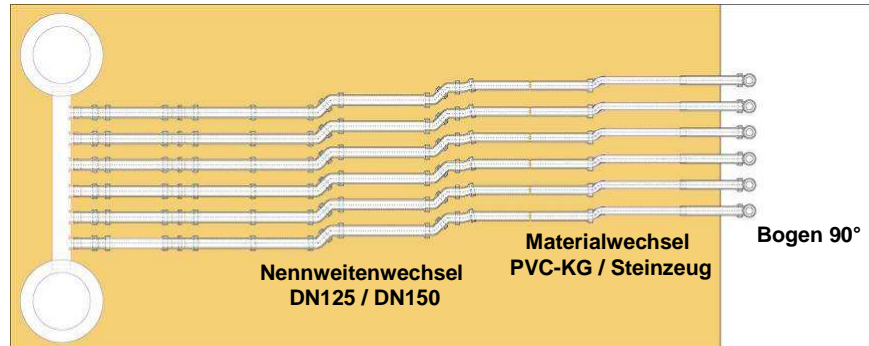 Nennweitenwechsel
DN125 / DN150
Materialwechsel
PVC-KG / Steinzeug
Bogen 90°